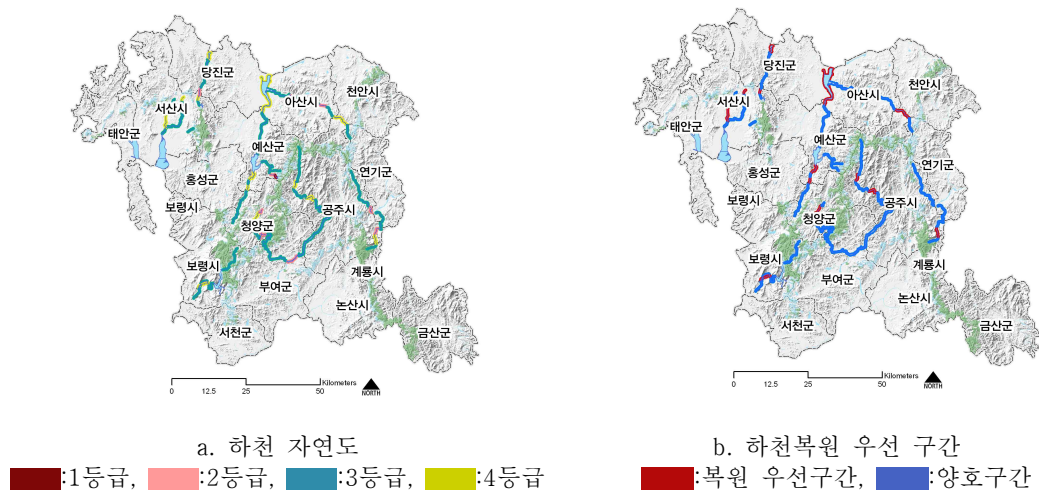 당진군
서산시
태안군
아산시
천안시
예산군
연기군
홍성군
보령시
공주시
청양군
보령시
부여군
계룡시
논산시
서천군
금산군
0 12.5 25 50
Kilometers
NORTH
당진군
서산시
태안군
아산시
천안시
예산군
연기군
홍성군
보령시
공주시
청양군
보령시
부여군
계룡시
논산시
서천군
금산군
0 12.5 25 50
Kilometers
NORTH
a. 하천 자연도
:1등급, :2등급, :3등급, :4등급
b. 하천복원 우선 구간
:복원 우선구간, :양호구간